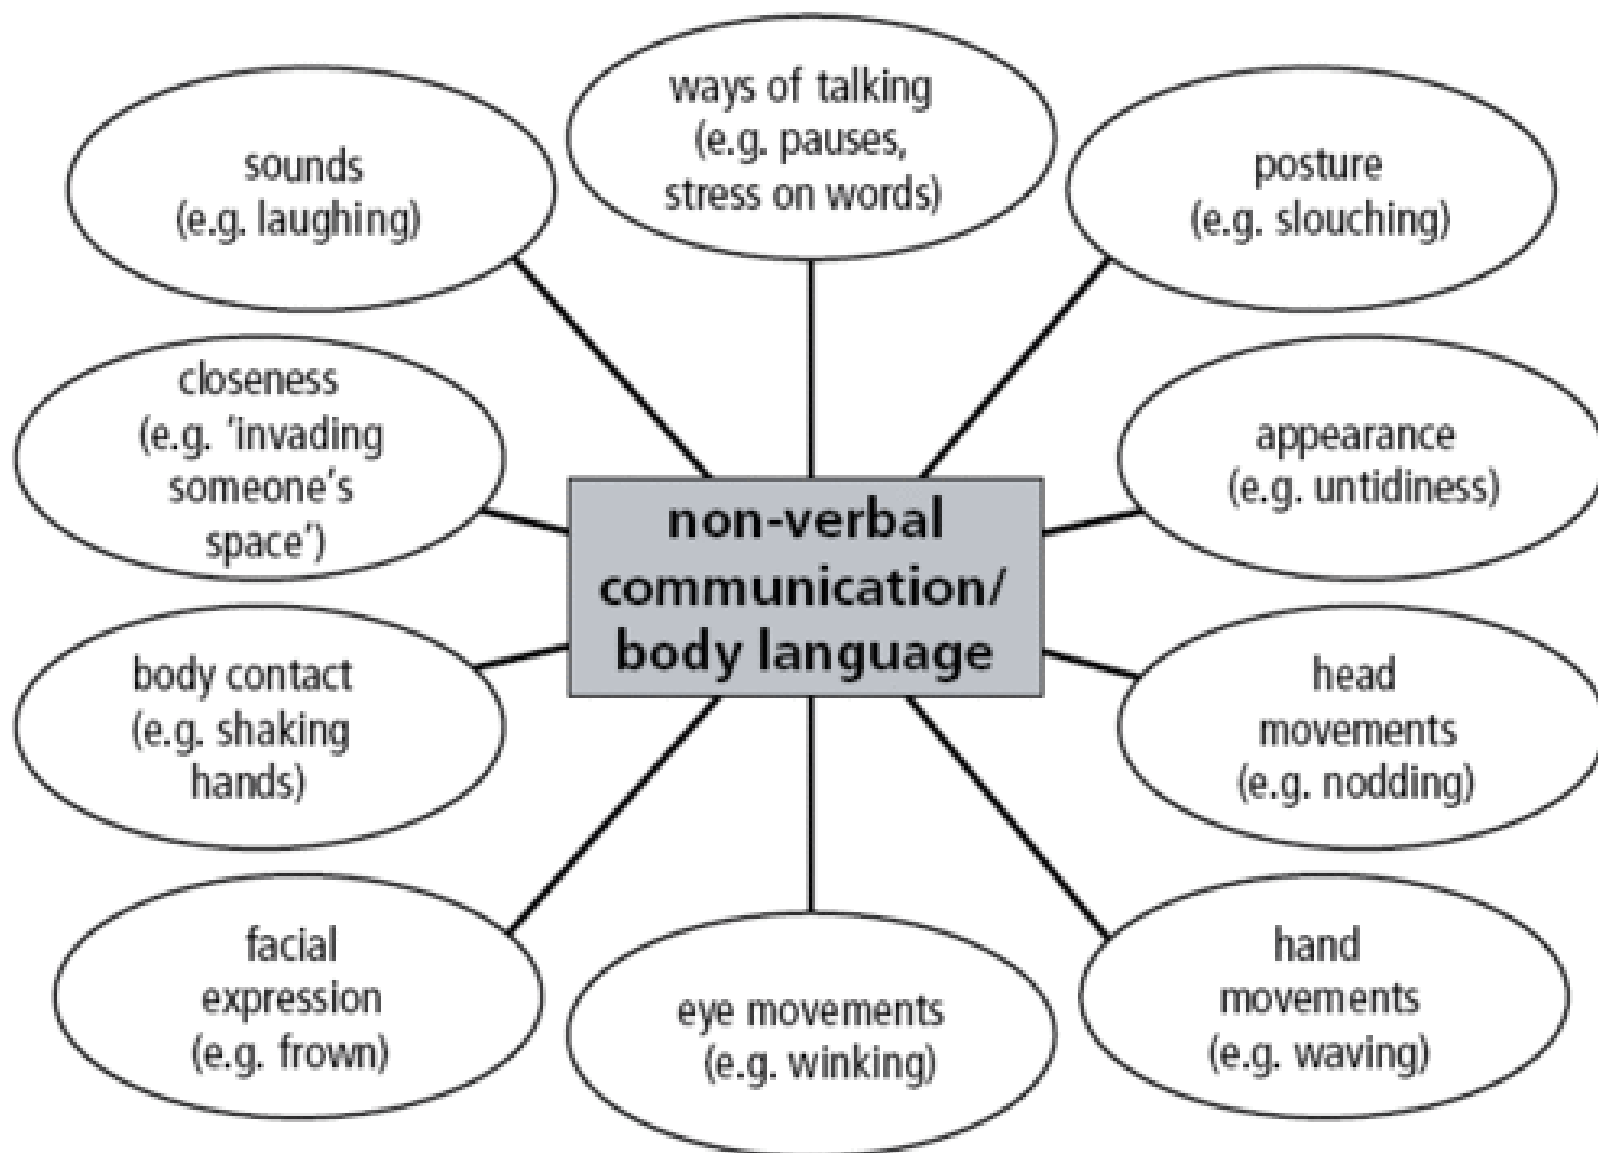 ways of talking
(e.g. pauses,
stress on words)
sounds
(e.g. laughing)
posture
(e.g. slouching)
closeness
(e.g. 'invading
someone's
space')
appearance
(e.g. untidiness)
non-verbal
communication/
body language
body contact
(e.g. shaking
hands)
head
movements
(e.g. nodding)
facial
expression
(e.g. frown)
eye movements
(e.g. winking)
hand
movements
(e.g. waving)